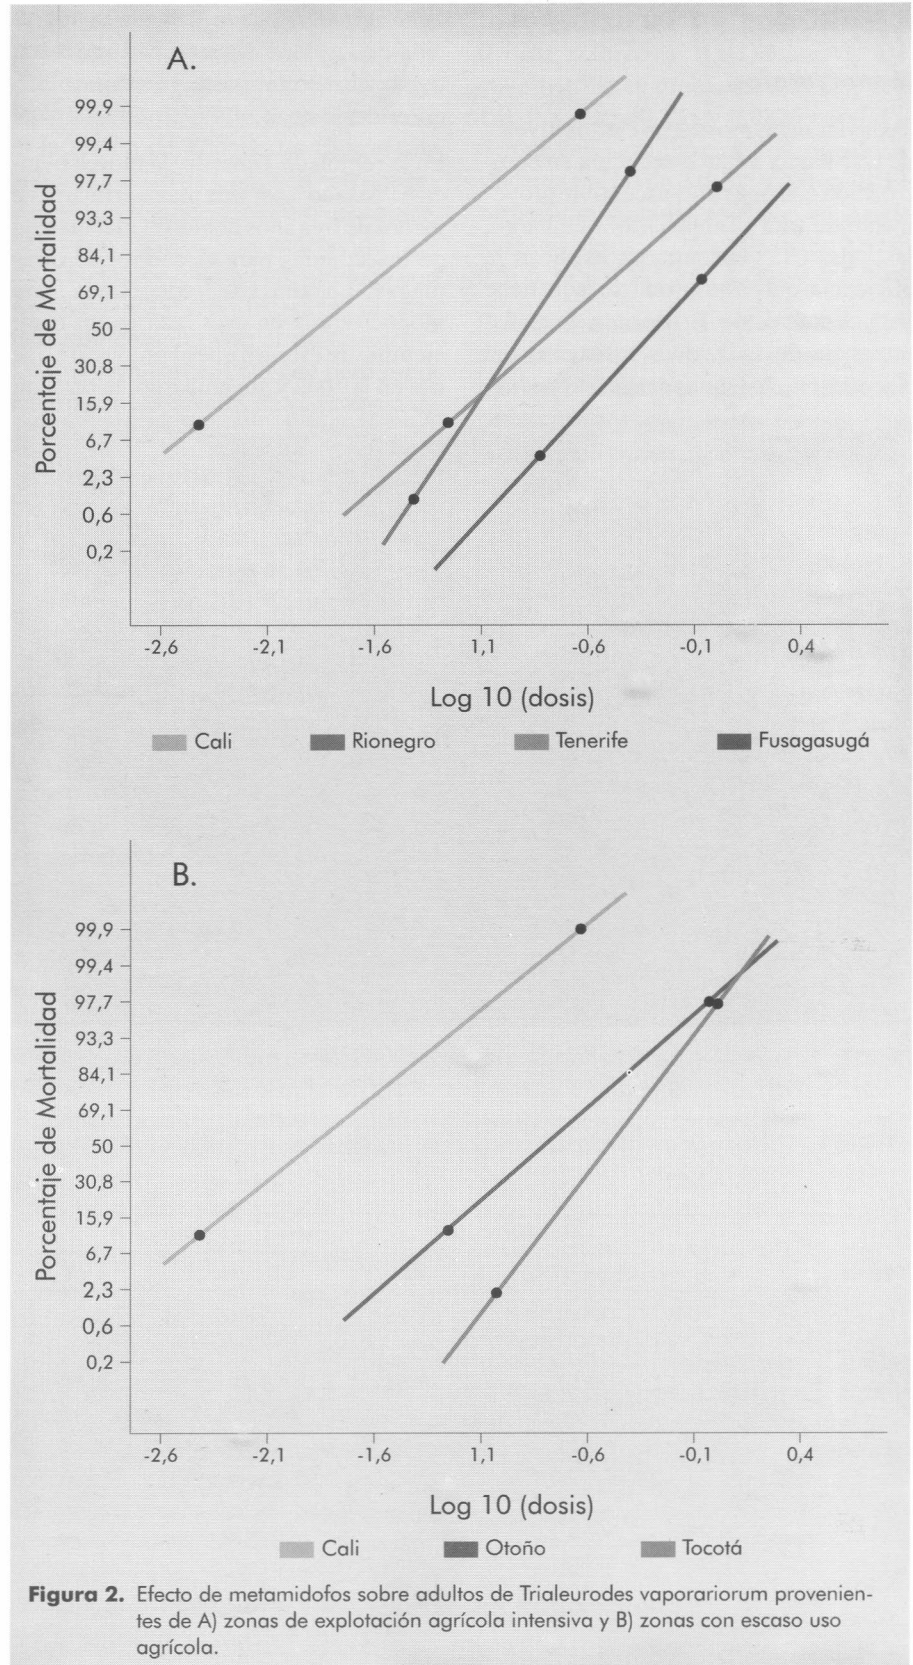 A.
Porcentaje de Mortalidad
99,9
99,4
97,7
93,3
84,1
69,1
50
30,8
15,9
6,7
2,3
0,6
0,2
-2,6 -2,1 -1,6 1,1 -0,6 -0,1 0,4
Log 10 (dosis)
Cali Rionegro Tenerife Fusagasugá
B.
Porcentaje de Mortalidad
99,9
99,4
97,7
93,3
84,1
69,1
50
30,8
15,9
6,7
2,3
0,6
0,2
-2,6 -2,1 -1,6 1,1 -0,6 -0,1 0,4
Log 10 (dosis)
Cali Otoño Tocotá
Figura 2. Efecto de metamidofos sobre adultos de Trialeurodes vaporariorum provenien-
tes de A) zonas de explotación agrícola intensiva y B) zonas con escaso uso
agrícola.